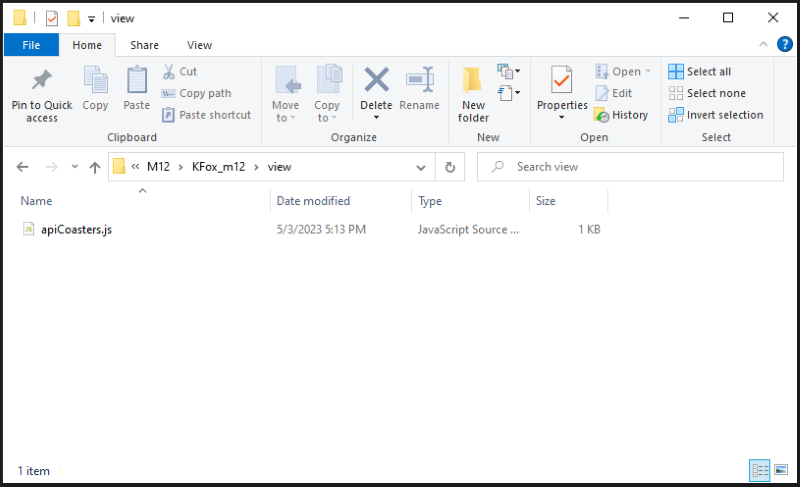 view
File Home Share View
Pin to Quick access
Copy
Paste
Cut
Copy path
Paste shortcut
Clipboard
Move to
Copy to
Delete
Rename
Organize
New folder
New
Properties
Open
Edit
History
Open
Select all
Select none
Invert selection
Select
« M12 › KFox_m12 › view
Search view
Name Date modified Type Size
JS apiCoasters.js 5/3/2023 5:13 PM JavaScript Source ... 1 KB
1 item